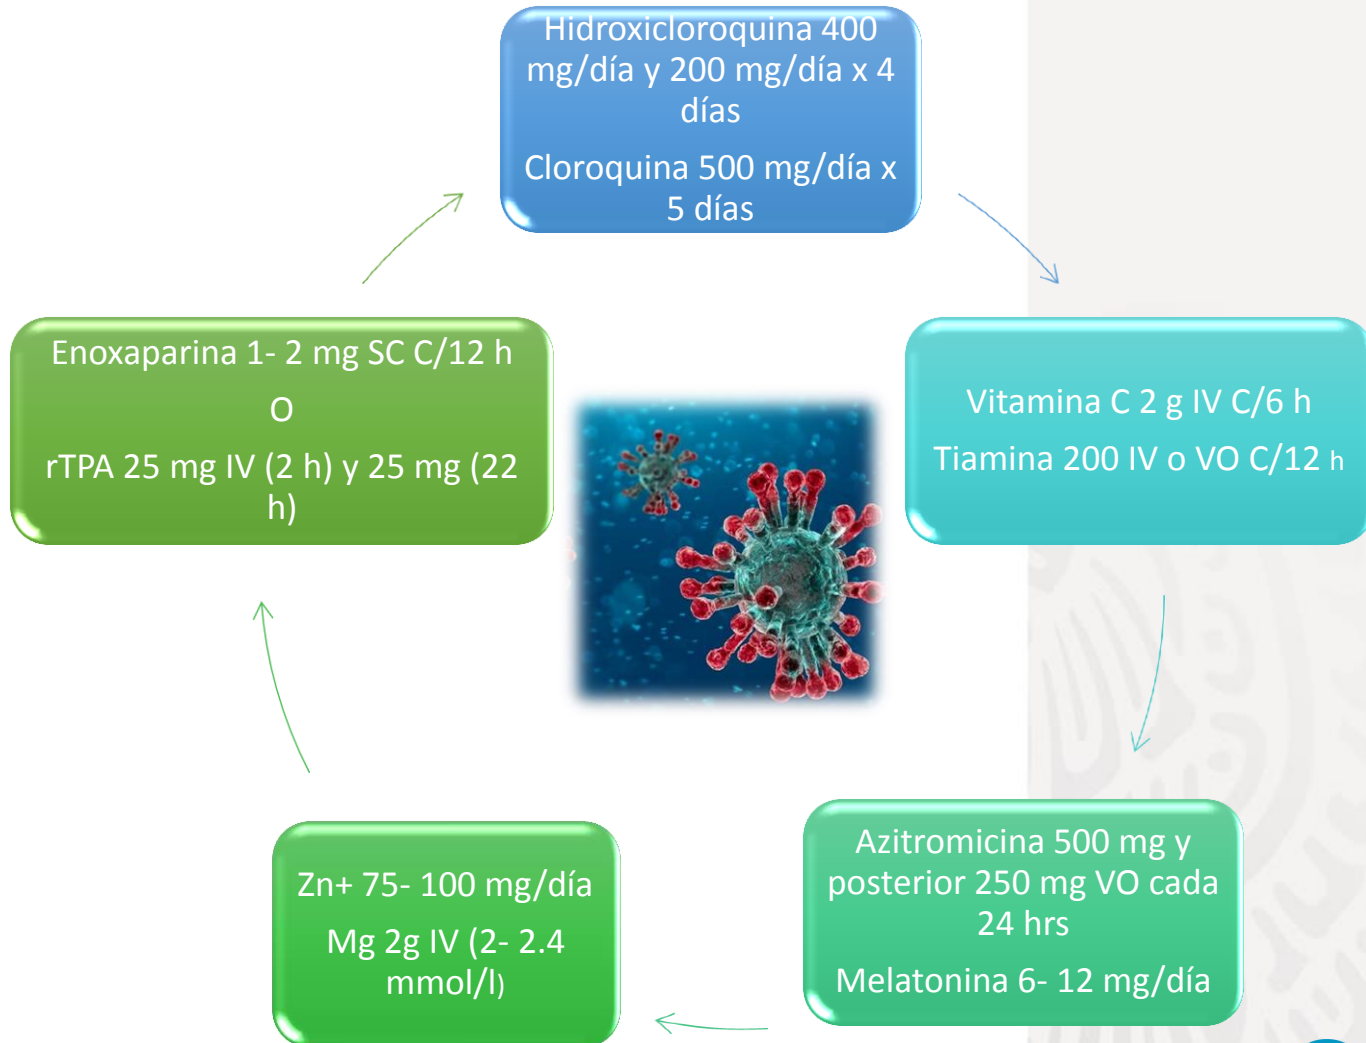 Hidroxicloroquina 400
mg/día y 200 mg/día x 4
días
Cloroquina 500 mg/día x
5 días
Vitamina C 2 g IV C/6 h
Tiamina 200 IV o VO C/12 h
Azitromicina 500 mg y
posterior 250 mg VO cada
24 hrs
Melatonina 6- 12 mg/día
Zn+ 75- 100 mg/día
Mg 2g IV (2- 2.4
mmol/l)
Enoxaparina 1- 2 mg SC C/12 h
O
rTPA 25 mg IV (2 h) y 25 mg (22
h)